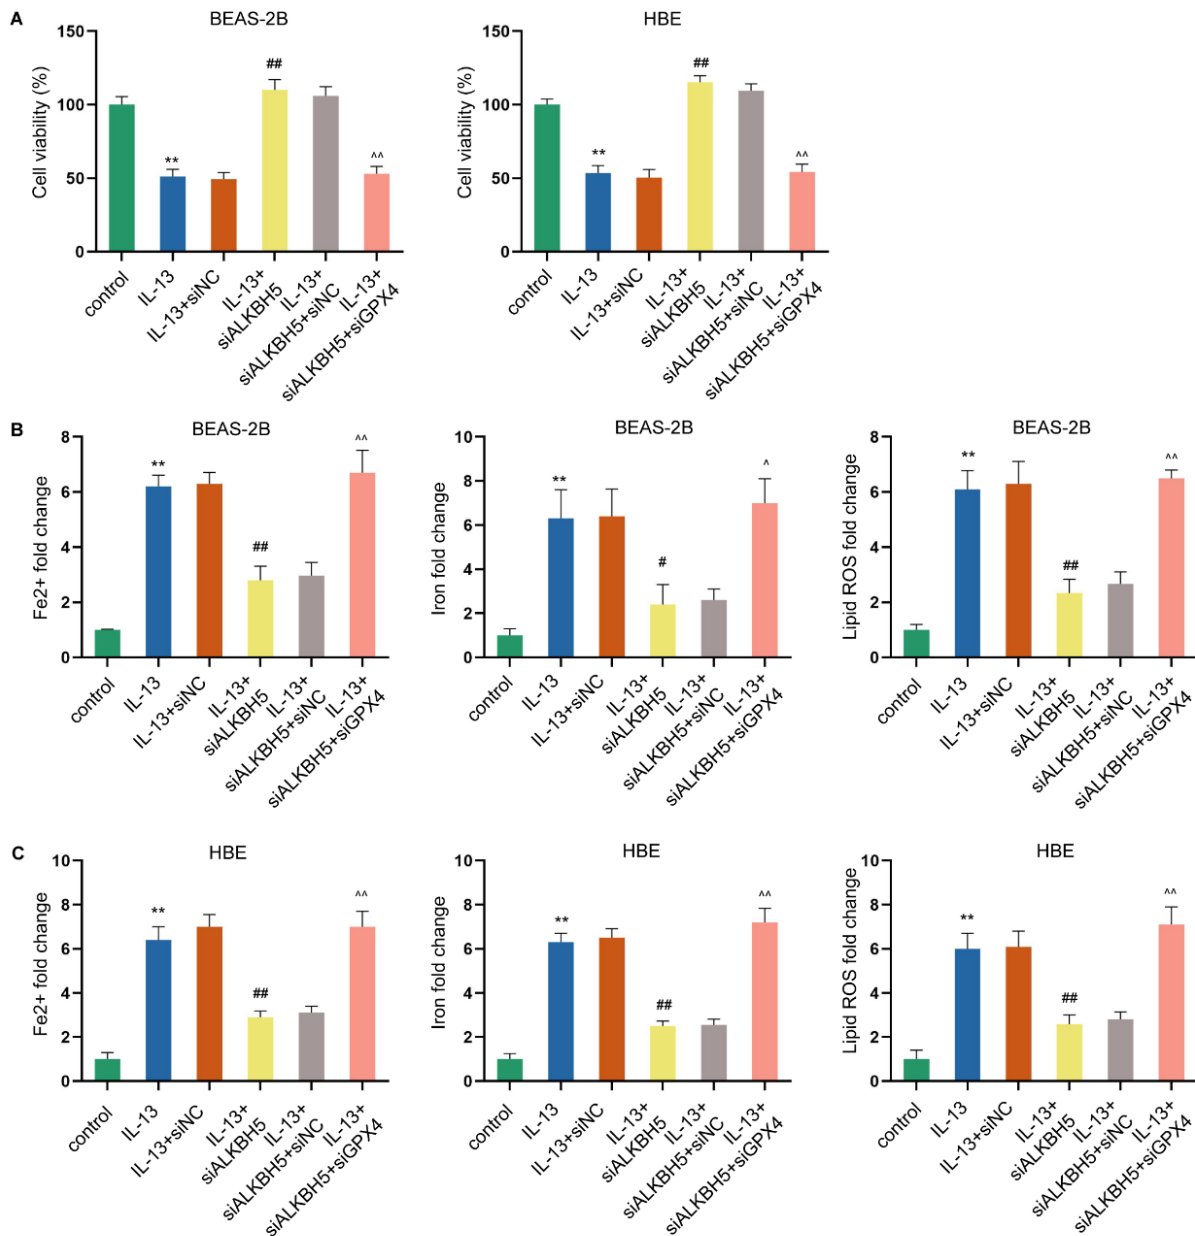 A
BEAS-2B
Cell viability (%)
150
100
50
0
**
##
^^
control
IL-13
IL-13+siNC
IL-13+
siALKBH5
IL-13+
siALKBH5+siNC
IL-13+
siALKBH5+siGPX4
HBE
Cell viability (%)
150
100
50
0
**
##
^^
control
IL-13
IL-13+siNC
IL-13+
siALKBH5
IL-13+
siALKBH5+siNC
IL-13+
siALKBH5+siGPX4
B
BEAS-2B
Fe2+ fold change
8
6
4
2
0
**
##
^^
control
IL-13
IL-13+siNC
IL-13+
siALKBH5
IL-13+
siALKBH5+siNC
IL-13+
siALKBH5+siGPX4
BEAS-2B
Iron fold change
10
8
6
4
2
0
**
#
^
control
IL-13
IL-13+siNC
IL-13+
siALKBH5
IL-13+
siALKBH5+siNC
IL-13+
siALKBH5+siGPX4
BEAS-2B
Lipid ROS fold change
8
6
4
2
0
**
##
^^
control
IL-13
IL-13+siNC
IL-13+
siALKBH5
IL-13+
siALKBH5+siNC
IL-13+
siALKBH5+siGPX4
C
HBE
Fe2+ fold change
10
8
6
4
2
0
**
##
^^
control
IL-13
IL-13+siNC
IL-13+
siALKBH5
IL-13+
siALKBH5+siNC
IL-13+
siALKBH5+siGPX4
HBE
Iron fold change
10
8
6
4
2
0
**
##
^^
control
IL-13
IL-13+siNC
IL-13+
siALKBH5
IL-13+
siALKBH5+siNC
IL-13+
siALKBH5+siGPX4
HBE
Lipid ROS fold change
10
8
6
4
2
0
**
##
^^
control
IL-13
IL-13+siNC
IL-13+
siALKBH5
IL-13+
siALKBH5+siNC
IL-13+
siALKBH5+siGPX4